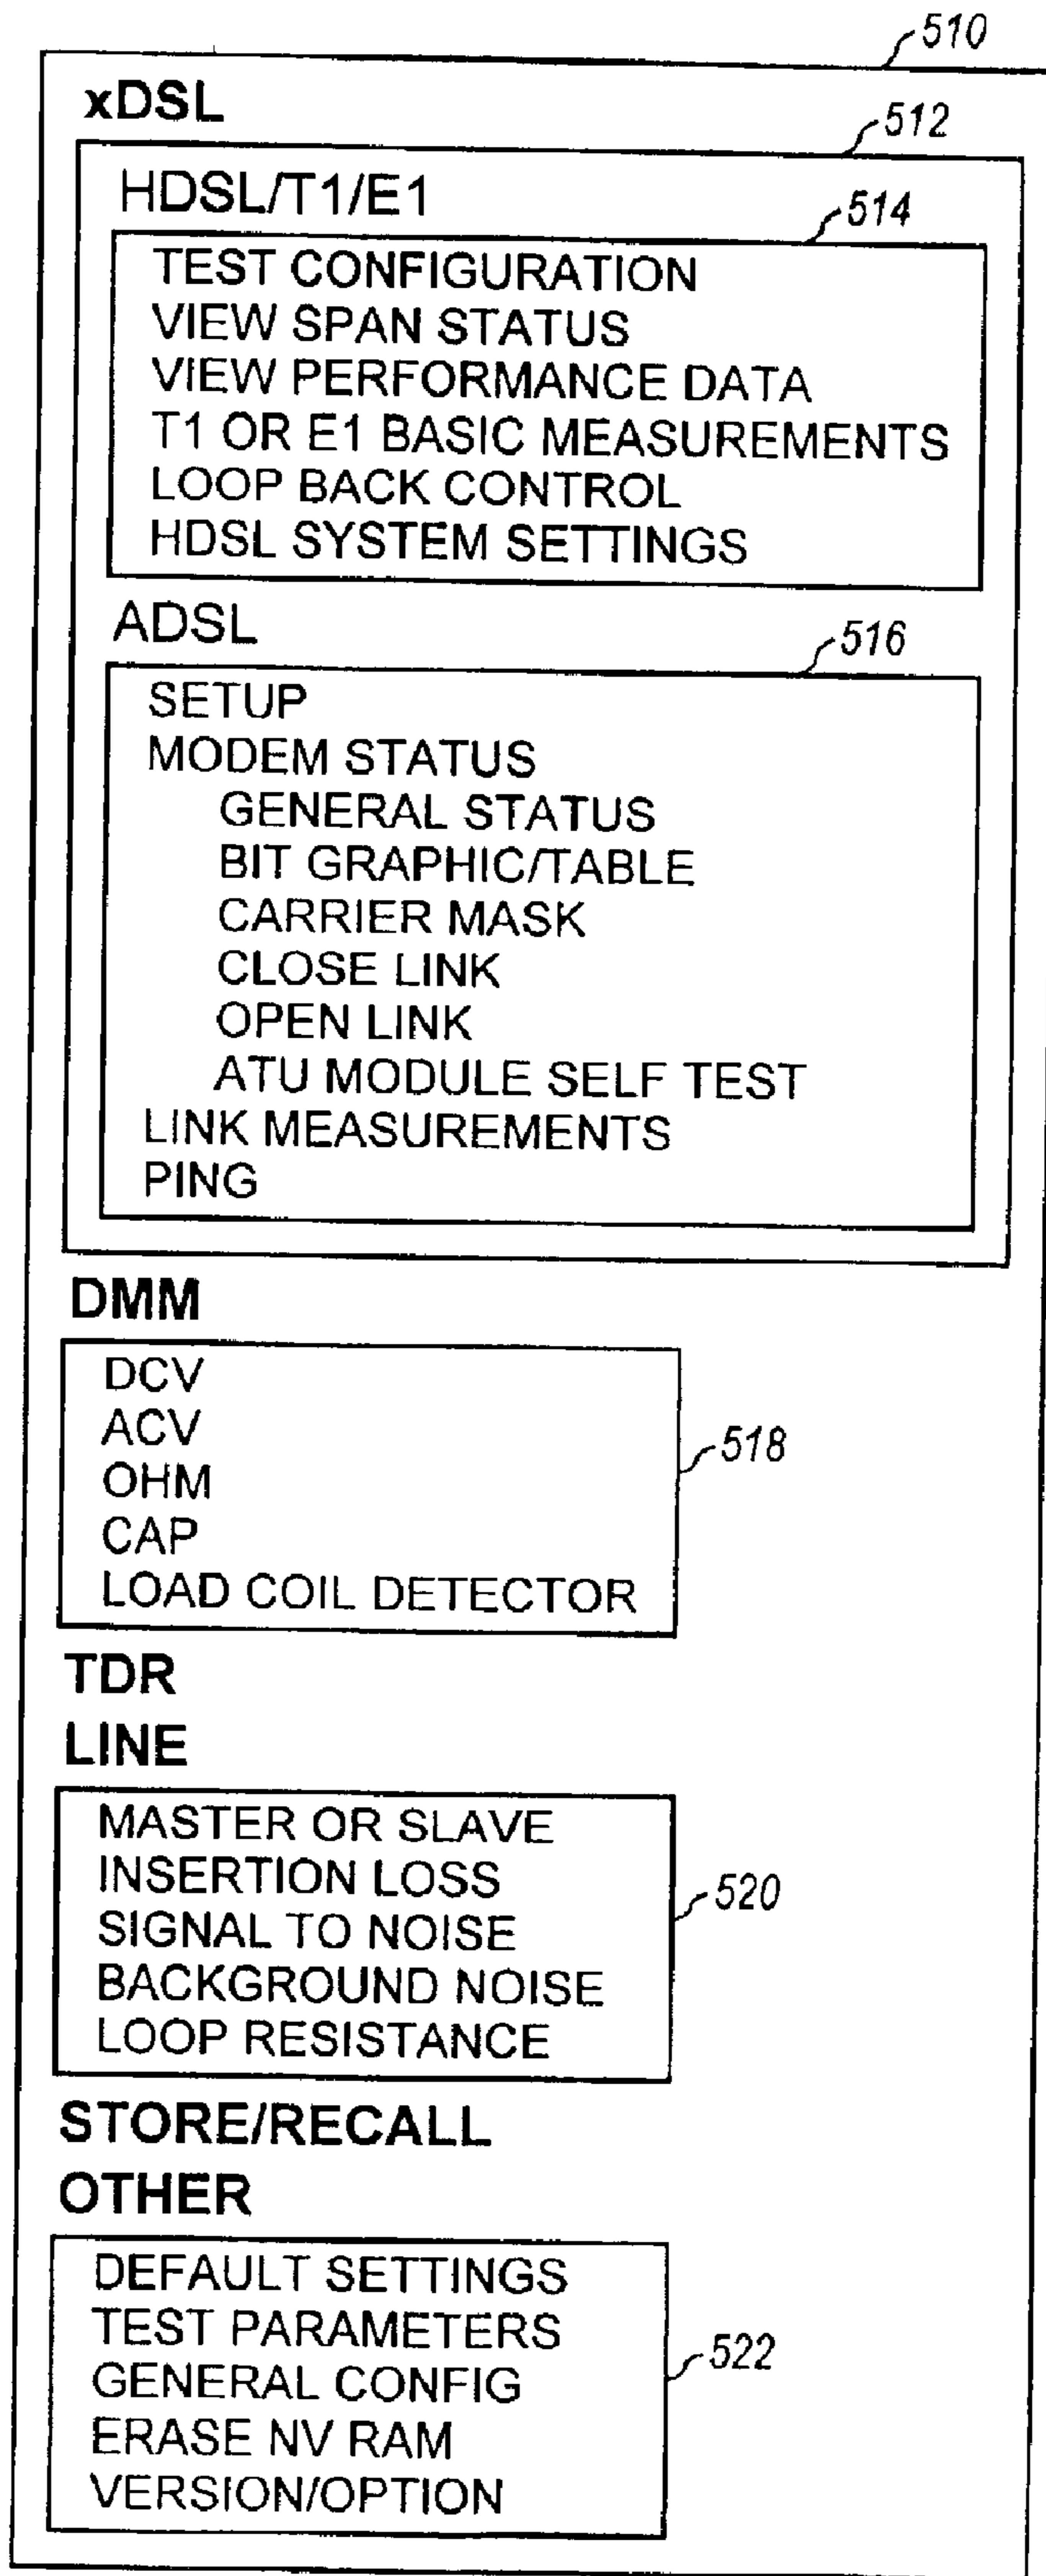 510
xDSL
512
HDSL/T1/E1
514
TEST CONFIGURATION
VIEW SPAN STATUS
VIEW PERFORMANCE DATA
T1 OR E1 BASIC MEASUREMENTS
LOOP BACK CONTROL
HDSL SYSTEM SETTINGS
ADSL
516
SETUP
MODEM STATUS
GENERAL STATUS
BIT GRAPHIC/TABLE
CARRIER MASK
CLOSE LINK
OPEN LINK
ATU MODULE SELF TEST
LINK MEASUREMENTS
PING
DMM
DCV
ACV
518
OHM
CAP
LOAD COIL DETECTOR
TDR
LINE
MASTER OR SLAVE
INSERTION LOSS
520
SIGNAL TO NOISE
BACKGROUND NOISE
LOOP RESISTANCE
STORE/RECALL
OTHER
DEFAULT SETTINGS
TEST PARAMETERS
522
GENERAL CONFIG
ERASE NV RAM
VERSION/OPTION